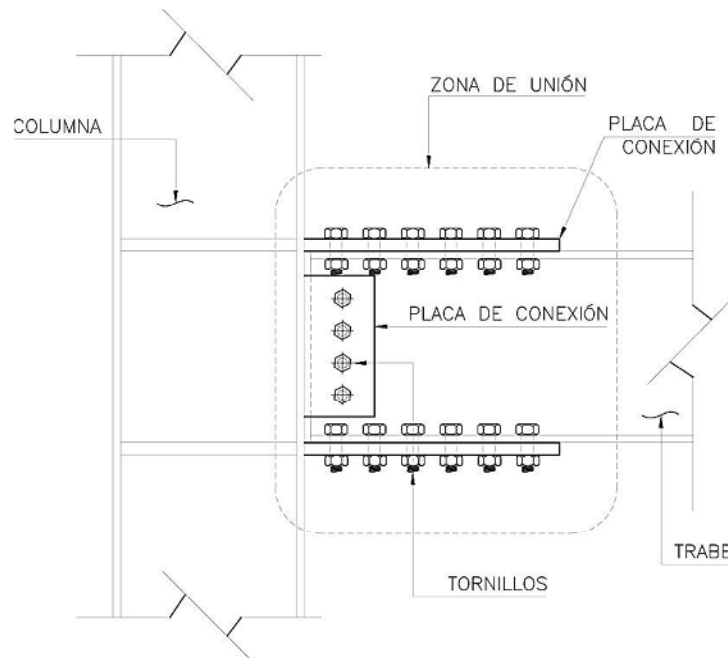 ZONA DE UNIÓN
COLUMNA
PLACA DE
CONEXIÓN
PLACA DE CONEXIÓN
TRABE
TORNILLOS